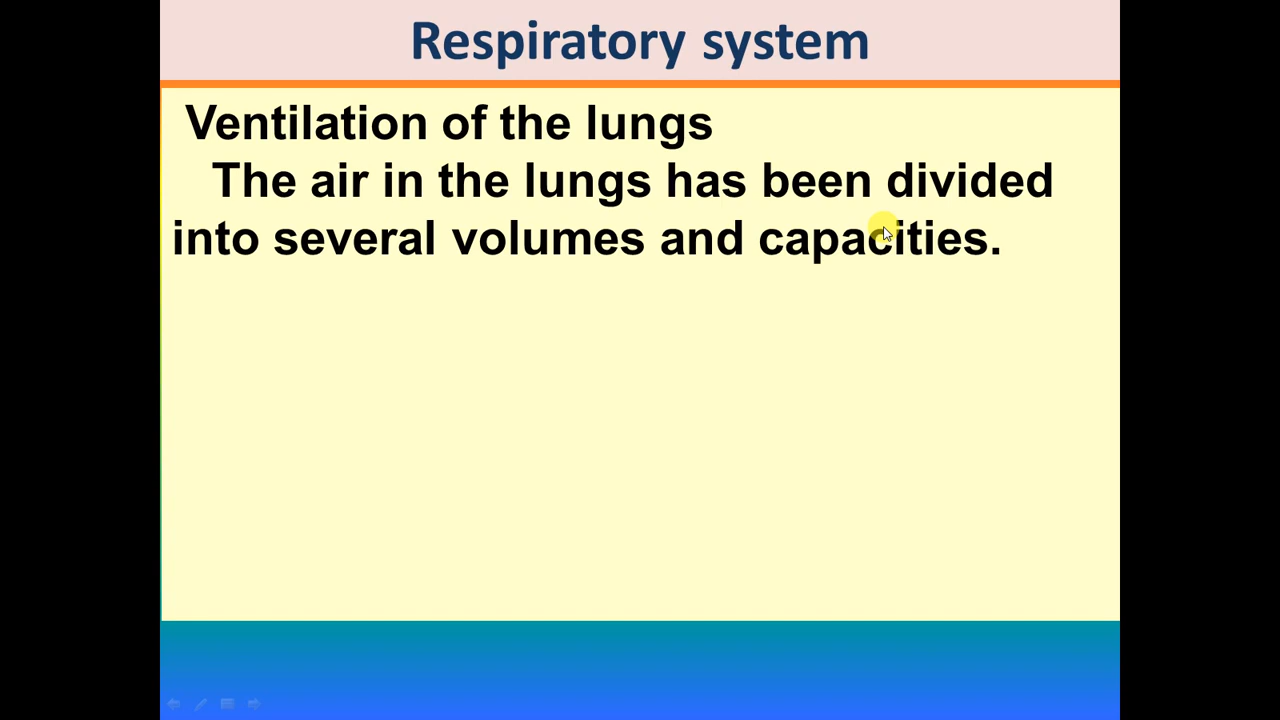 Respiratory system
Ventilation of the lungs
The air in the lungs has been divided
into several volumes and capacities.